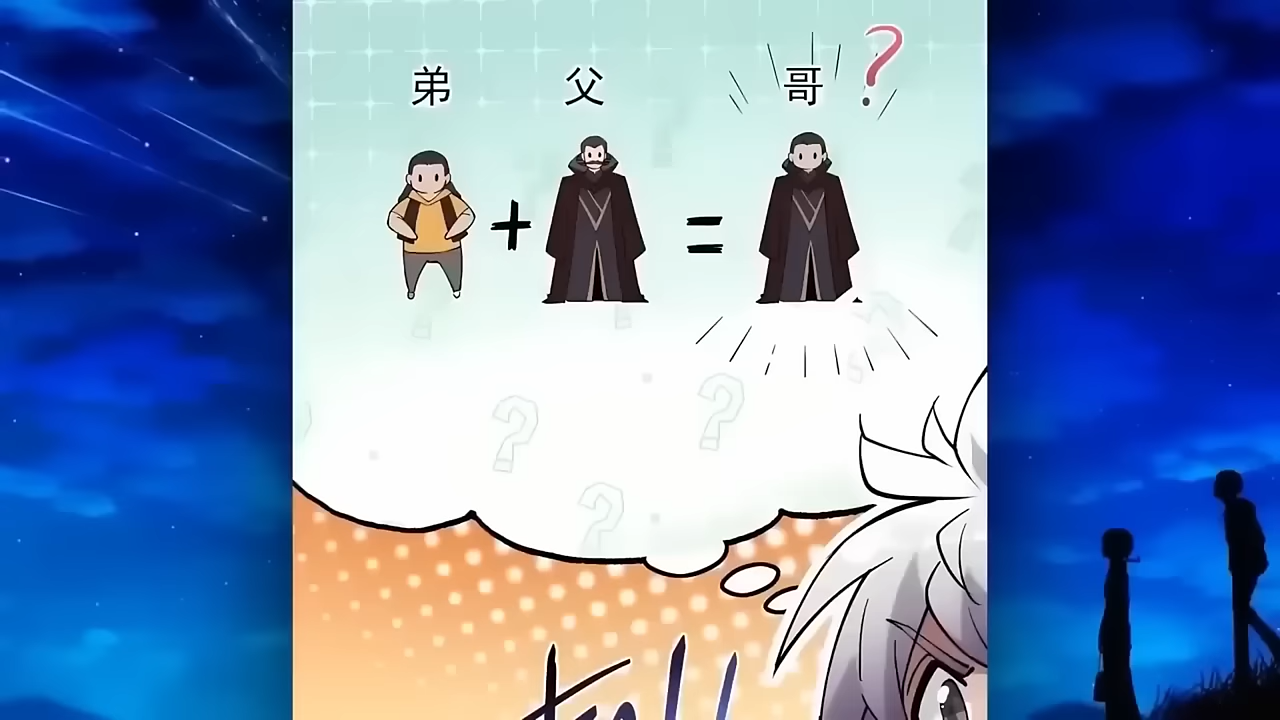 弟 父 哥?
+ =